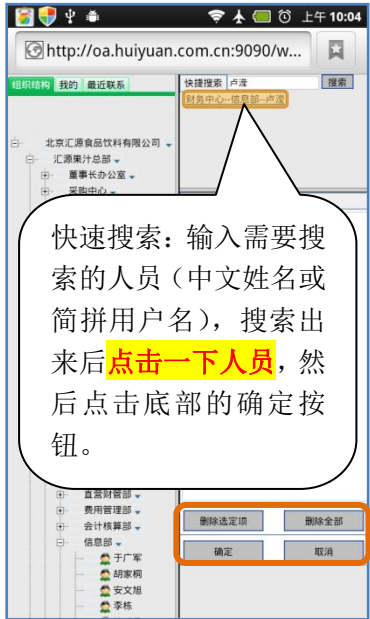 上午 10:04
http://oa.huiyuan.com.cn:9090/w...
组织结构 我的 最近联系
快捷搜索 卢滢 搜索
财务中心--信息部--卢滢
北京汇源食品饮料有限公司
汇源果汁总部
董事长办公室
采购中心
快速搜索：输入需要搜
索的人员（中文姓名或
简拼用户名），搜索出
来后点击一下人员，然
后点击底部的确定按
钮。
直营财管部
费用管理部
会计核算部
信息部
于广军
胡家桐
安文旭
李栋
删除选定项 删除全部
确定 取消